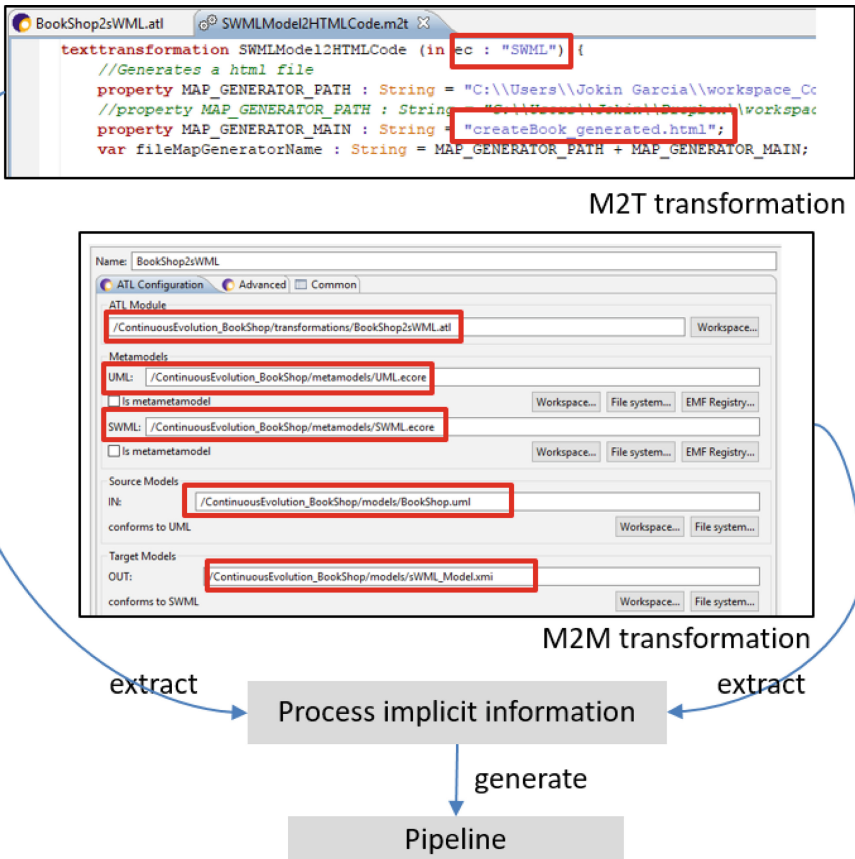 BookShop2sWML.atl SWMLModel2HTMLCode.m2t
texttransformation SWMLModel2HTMLCode (in ec : "SWML") {
//Generates a html file
property MAP_GENERATOR_PATH : String = "C:\\Users\\Jokin Garcia\\workspace_Co
//property MAP_GENERATOR_PATH : String = "C:\\Users\\Jokin\\Dropbox\\workspac
property MAP_GENERATOR_MAIN : String = "createBook_generated.html";
var fileMapGeneratorName : String = MAP_GENERATOR_PATH + MAP_GENERATOR_MAIN;
M2T transformation
Name: BookShop2sWML
ATL Configuration Advanced Common
ATL Module
/ContinuousEvolution_BookShop/transformations/BookShop2sWML.atl Workspace...
Metamodels
UML: /ContinuousEvolution_BookShop/metamodels/UML.ecore
Is metametamodel Workspace... File system... EMF Registry...
SWML: /ContinuousEvolution_BookShop/metamodels/SWML.ecore
Is metametamodel Workspace... File system... EMF Registry...
Source Models
IN: /ContinuousEvolution_BookShop/models/BookShop.uml
conforms to UML Workspace... File system...
Target Models
OUT: /ContinuousEvolution_BookShop/models/sWML_Model.xmi
conforms to SWML Workspace... File system...
M2M transformation
extract extract
Process implicit information
generate
Pipeline